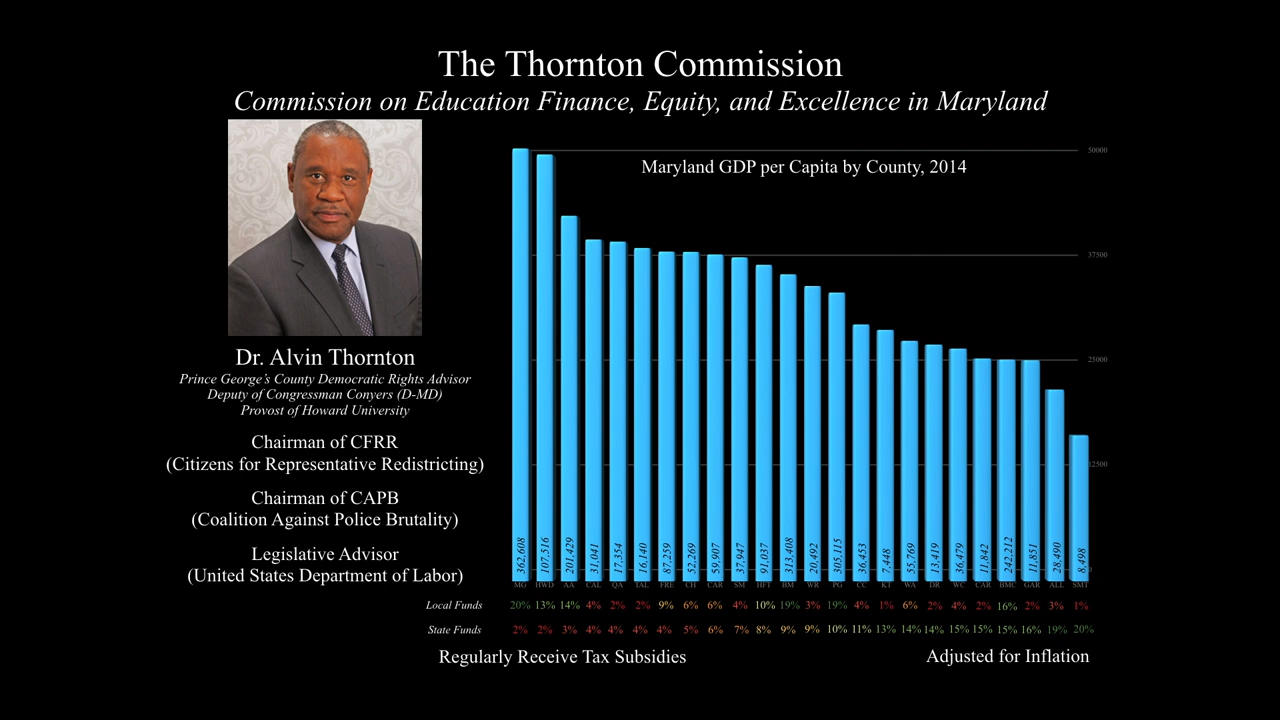 The Thornton Commission
Commission on Education Finance, Equity, and Excellence in Maryland
Dr. Alvin Thornton
Prince George's County Democratic Rights Advisor
Deputy of Congressman Conyers (D-MD)
Provost of Howard University
Chairman of CFRR
(Citizens for Representative Redistricting)
Chairman of CAPB
(Coalition Against Police Brutality)
Legislative Advisor
(United States Department of Labor)
Maryland GDP per Capita by County, 2014
50000
37500
25000
12500
362,608 107,516 201,429 31,041 17,354 16,140 87,259 52,269 59,907 37,947 91,037 313,408 20,492 305,115 36,453 7,448 55,769 13,419 36,479 11,842 242,212 11,851 28,490 8,498
MG HWD AA CAL QA TAL FRE CH CAR SM HFT BM WR PG CC KT WA DR WC CAR BMC GAR ALL SMT
Local Funds 20% 13% 14% 4% 2% 2% 9% 6% 6% 4% 10% 19% 3% 19% 4% 1% 6% 2% 4% 2% 16% 2% 3% 1%
State Funds 2% 2% 3% 4% 4% 4% 4% 5% 6% 7% 8% 9% 9% 10% 11% 13% 14% 14% 15% 15% 15% 16% 19% 20%
Regularly Receive Tax Subsidies
Adjusted for Inflation